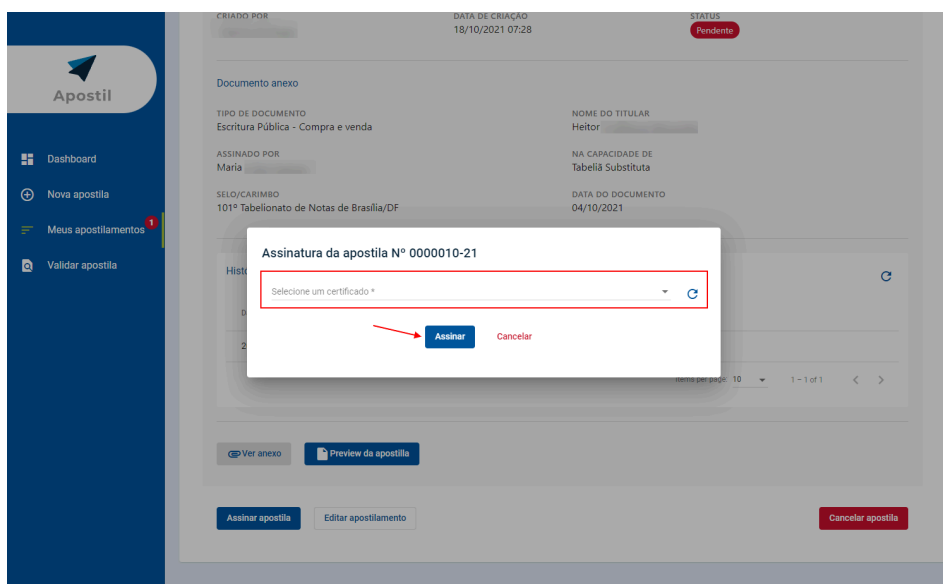 CRIADO POR
DATA DE CRIAÇÃO
STATUS
18/10/2021 07:28
Pendente
Apostil
Dashboard
Nova apostila
Meus apostilamentos
1
Validar apostila
Documento anexo
TIPO DE DOCUMENTO
NOME DO TITULAR
Escritura Pública - Compra e venda
Heitor
ASSINADO POR
NA CAPACIDADE DE
Maria
Tabeliã Substituta
SELO/CARIMBO
DATA DO DOCUMENTO
101º Tabelionato de Notas de Brasília/DF
04/10/2021
Assinatura da apostila Nº 0000010-21
Selecione um certificado *
Assinar
Cancelar
Items per page
10
1 – 1 of 1
Ver anexo
Preview da apostilla
Assinar apostila
Editar apostilamento
Cancelar apostila